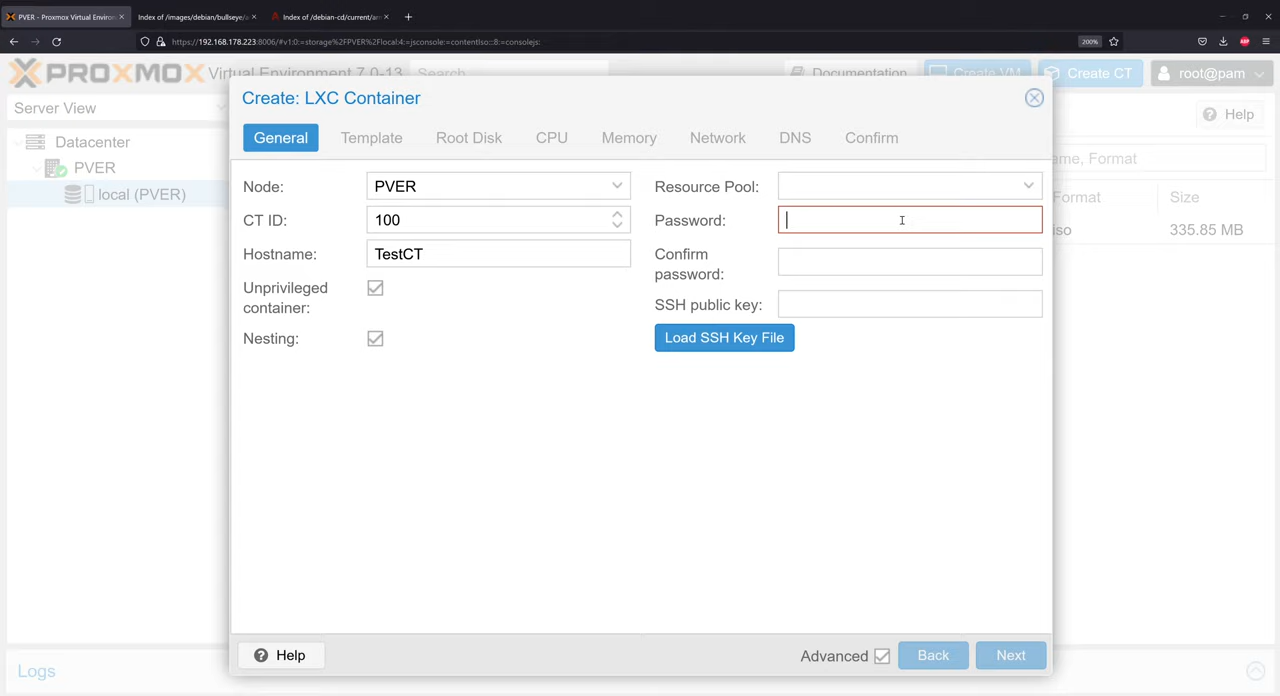 PVER - Proxmox Virtual Environ
Index of /images/debian/bullseye/
Index of /debian-cd/current/
https://192.168.178.223:8006/#v1:0:=storage%2FPVER%2Flocal:4:=jsconsole:=contentIso::8:=consolejs:
200%
PROXMOX Virtual Environment 7.0-13 Search Documentation Create VM Create CT root@pam
Server View
Help
Datacenter
PVER
local (PVER)
ame, Format
Format Size
iso 335.85 MB
Create: LXC Container
General Template Root Disk CPU Memory Network DNS Confirm
Node: PVER
CT ID: 100
Hostname: TestCT
Unprivileged
container:
Nesting:
Resource Pool:
Password:
Confirm
password:
SSH public key:
Load SSH Key File
Help
Advanced Back Next
Logs